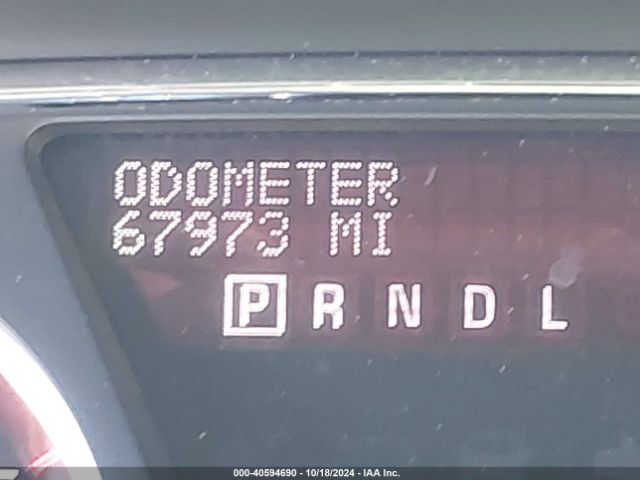 ODOMETER
67973 MI
P R N D L
000-40594690 - 10/18/2024 - IAA Inc.